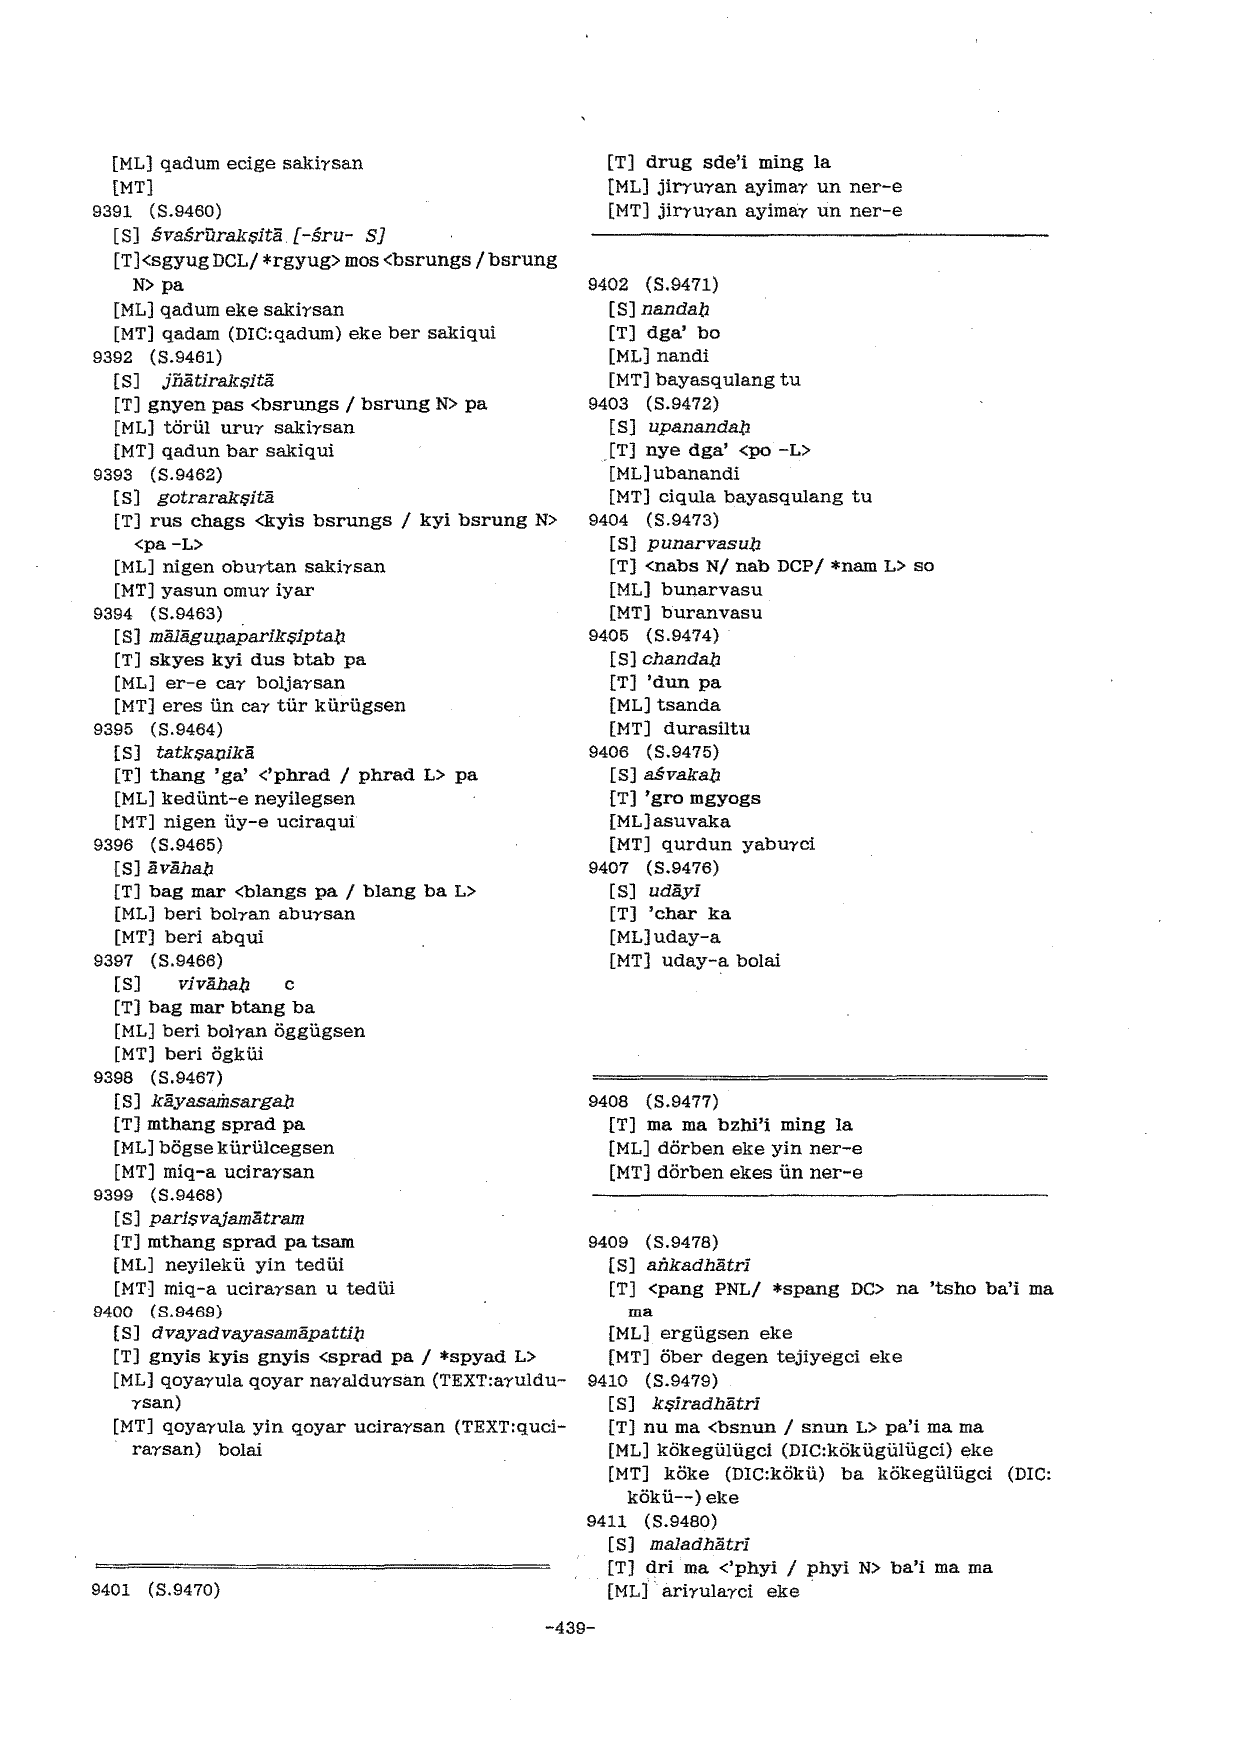 [ML] qadum ecige sakiγsan
[MT]
9391 (S.9460)
[S] śvaśrūrakṣitā [-śru- S]
[T]<sgyug DCL/ *rgyug> mos <bsrungs / bsrung
N> pa
[ML] qadum eke sakiγsan
[MT] qadam (DIC:qadum) eke ber sakiqui
9392 (S.9461)
[S] jñātirakṣitā
[T] gnyen pas <bsrungs / bsrung N> pa
[ML] törül uruγ sakiγsan
[MT] qadun bar sakiqui
9393 (S.9462)
[S] gotrarakṣitā
[T] rus chags <kyis bsrungs / kyi bsrung N>
<pa -L>
[ML] nigen obuγtan sakiγsan
[MT] yasun omuγ iyar
9394 (S.9463)
[S] mālāguṇaparikṣiptaḥ
[T] skyes kyi dus btab pa
[ML] er-e caγ boljaγsan
[MT] eres ün caγ tür kürügsen
9395 (S.9464)
[S] tatkṣaṇikā
[T] thang 'ga' <'phrad / phrad L> pa
[ML] kedünt-e neyilegsen
[MT] nigen üy-e uciraqui
9396 (S.9465)
[S] āvāhaḥ
[T] bag mar <blangs pa / blang ba L>
[ML] beri bolγan abuγsan
[MT] beri abqui
9397 (S.9466)
[S] vivāhaḥ c
[T] bag mar btang ba
[ML] beri bolγan öggügsen
[MT] beri ögküi
9398 (S.9467)
[S] kāyasaṁsargaḥ
[T] mthang sprad pa
[ML] bögse kürülcegsen
[MT] miq-a uciraγsan
9399 (S.9468)
[S] pariṣvajamātram
[T] mthang sprad pa tsam
[ML] neyilekü yin tedüi
[MT] miq-a uciraγsan u tedüi
9400 (S.9469)
[S] dvayadvayasamāpattiḥ
[T] gnyis kyis gnyis <sprad pa / *spyad L>
[ML] qoyaγula qoyar naγalduγsan (TEXT:aγuldu-
γsan)
[MT] qoyaγula yin qoyar uciraγsan (TEXT:quci-
raγsan) bolai
9401 (S.9470)
[T] drug sde'i ming la
[ML] jirγuγan ayimaγ un ner-e
[MT] jirγuγan ayimaγ un ner-e
9402 (S.9471)
[S] nandaḥ
[T] dga' bo
[ML] nandi
[MT] bayasqulang tu
9403 (S.9472)
[S] upanandaḥ
[T] nye dga' <po -L>
[ML] ubanandi
[MT] ciqula bayasqulang tu
9404 (S.9473)
[S] punarvasuḥ
[T] <nabs N/ nab DCP/ *nam L> so
[ML] bunarvasu
[MT] buranvasu
9405 (S.9474)
[S] chandaḥ
[T] 'dun pa
[ML] tsanda
[MT] durasiltu
9406 (S.9475)
[S] aśvakaḥ
[T] 'gro mgyogs
[ML] asuvaka
[MT] qurdun yabuγci
9407 (S.9476)
[S] udāyī
[T] 'char ka
[ML] uday-a
[MT] uday-a bolai
9408 (S.9477)
[T] ma ma bzhi'i ming la
[ML] dörben eke yin ner-e
[MT] dörben ekes ün ner-e
9409 (S.9478)
[S] aṅkadhātrī
[T] <pang PNL/ *spang DC> na 'tsho ba'i ma
ma
[ML] ergügsen eke
[MT] öber degen tejiyegci eke
9410 (S.9479)
[S] kṣīradhātrī
[T] nu ma <bsnun / snun L> pa'i ma ma
[ML] kökegülügci (DIC:kökügülügci) eke
[MT] köke (DIC:kökü) ba kökegülügci (DIC:
kökü--) eke
9411 (S.9480)
[S] maladhātrī
[T] dri ma <'phyi / phyi N> ba'i ma ma
[ML] ariγulaγci eke
-439-